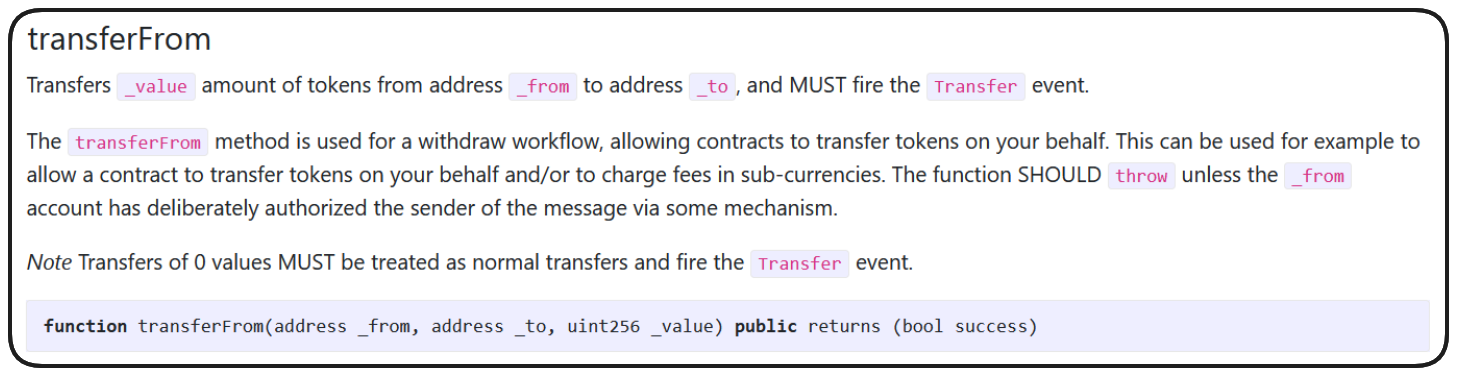 transferFrom
Transfers _value amount of tokens from address _from to address _to, and MUST fire the Transfer event.
The transferFrom method is used for a withdraw workflow, allowing contracts to transfer tokens on your behalf. This can be used for example to
allow a contract to transfer tokens on your behalf and/or to charge fees in sub-currencies. The function SHOULD throw unless the _from
account has deliberately authorized the sender of the message via some mechanism.
Note Transfers of 0 values MUST be treated as normal transfers and fire the Transfer event.
function transferFrom(address _from, address _to, uint256 _value) public returns (bool success)